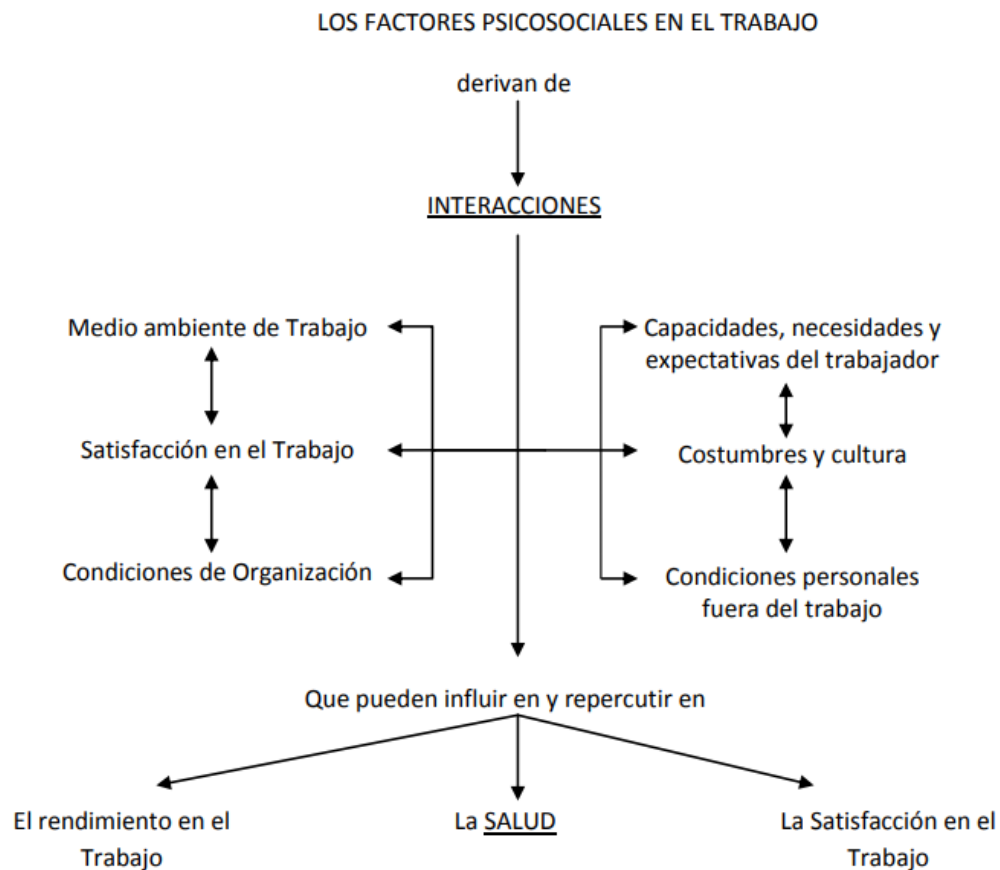 LOS FACTORES PSICOSOCIALES EN EL TRABAJO
derivan de
INTERACCIONES
Medio ambiente de Trabajo
Satisfacción en el Trabajo
Condiciones de Organización
Capacidades, necesidades y
expectativas del trabajador
Costumbres y cultura
Condiciones personales
fuera del trabajo
Que pueden influir en y repercutir en
El rendimiento en el
Trabajo
La SALUD
La Satisfacción en el
Trabajo